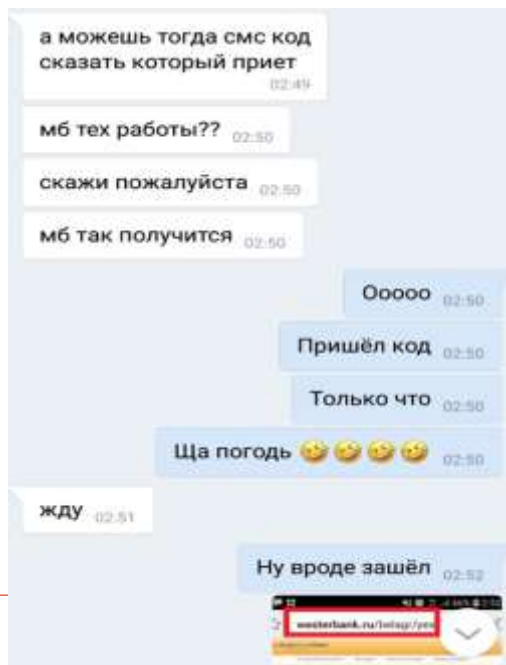 а можешь тогда смс код
сказать который приет
02:49
мб тех работы?? 02:50
скажи пожалуйста 02:50
мб так получится 02:50
Ооооо 02:50
Пришёл код 02:50
Только что 02:50
Ща погодь 🤣🤣🤣🤣 02:50
жду 02:51
Ну вроде зашёл 02:52